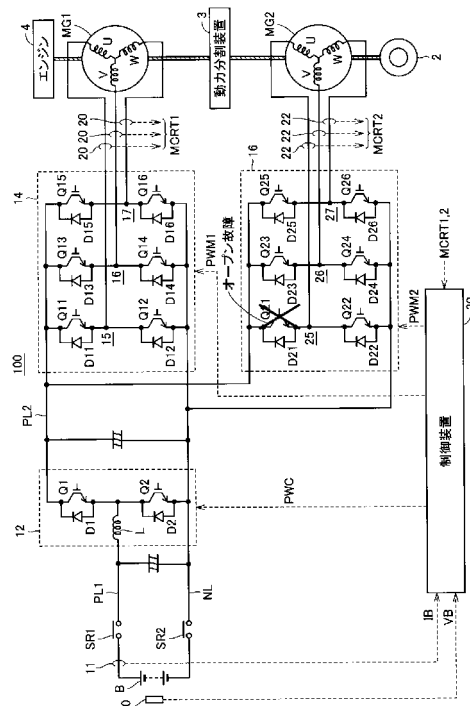 4
エンジン
MG1
U
V
W
3
動力分割装置
MG2
U
V
W
2
20
20
20
MCRT1
22
22
22
MCRT2
100
14
Q11
D11
Q12
D12
15
Q13
D13
Q14
D14
16
Q15
D15
Q16
D16
17
PWM1
16
オープン故障
Q21
D21
Q22
D22
25
Q23
D23
Q24
D24
26
Q25
D25
Q26
D26
27
PWM2
MCRT1,2
PL2
12
Q1
D1
Q2
D2
L
PWC
PL1
NL
SR1
SR2
11
B
IB
VB
制御装置